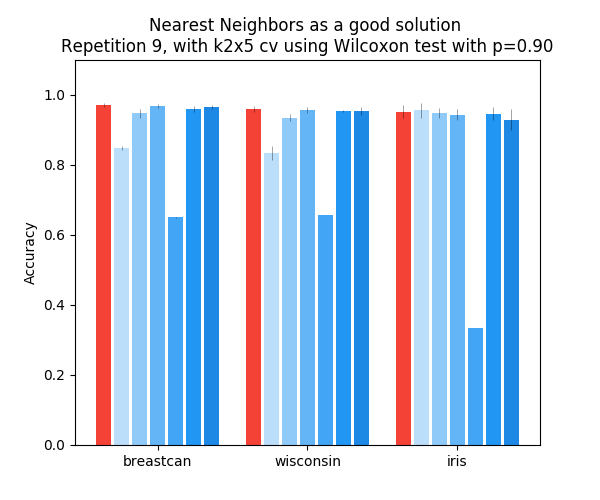 Nearest Neighbors as a good solution
Repetition 9, with k2x5 cv using Wilcoxon test with p=0.90
1.0
0.8
0.6
0.4
0.2
0.0
Accuracy
breastcan
wisconsin
iris